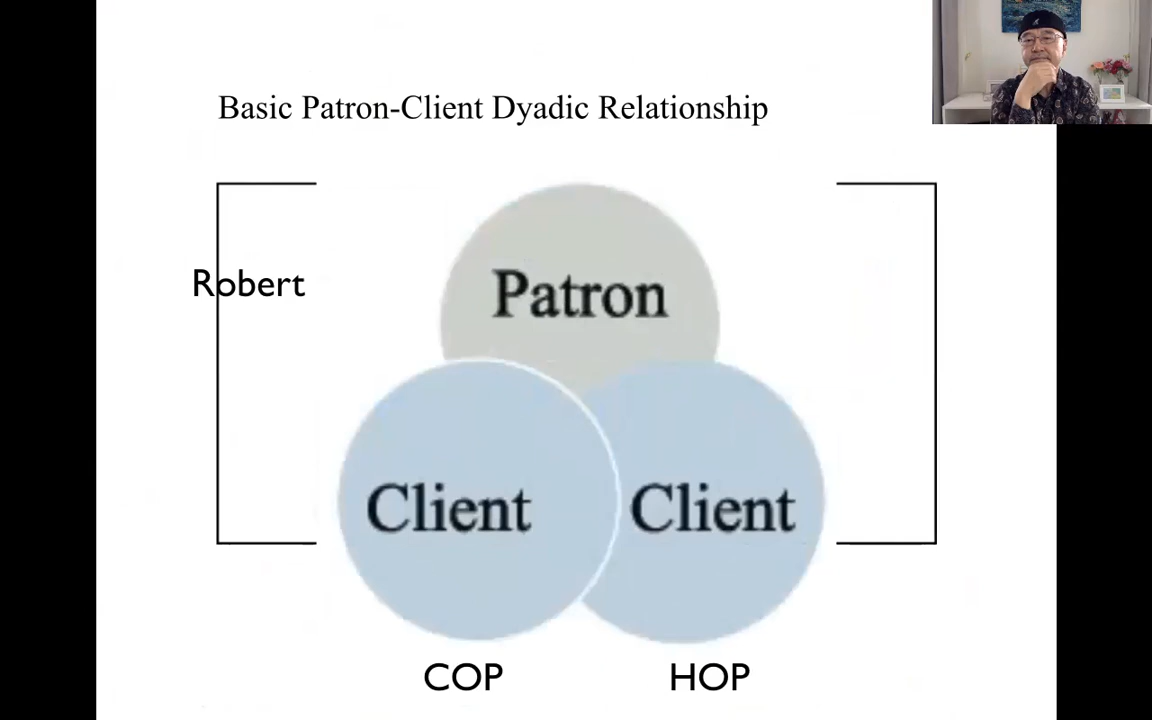 Basic Patron-Client Dyadic Relationship
Robert
Patron
Client Client
COP HOP